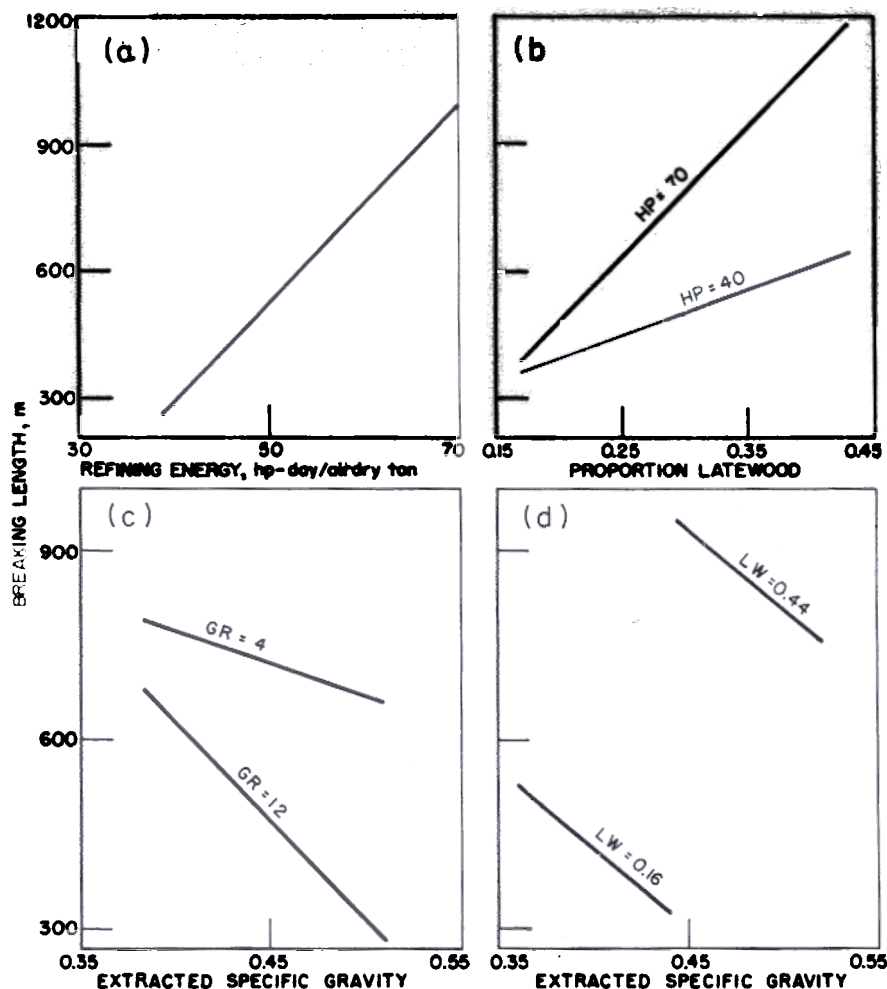 1200
(a)
(b
900
600
300
HP= 70
HP = 40
30
50
70
0.15
0.25
0.35
0.45
REFINING ENERGY, hp-day/airdry ton
PROPORTION LATEWOOD
BREAKING LENGTH, m
(c)
(d)
900
600
300
GR = 4
GR = 12
LW=0.44
LW = 0.16
0.35
0.45
0.55
0.35
0.45
0.55
EXTRACTED SPECIFIC GRAVITY
EXTRACTED SPECIFIC GRAVITY